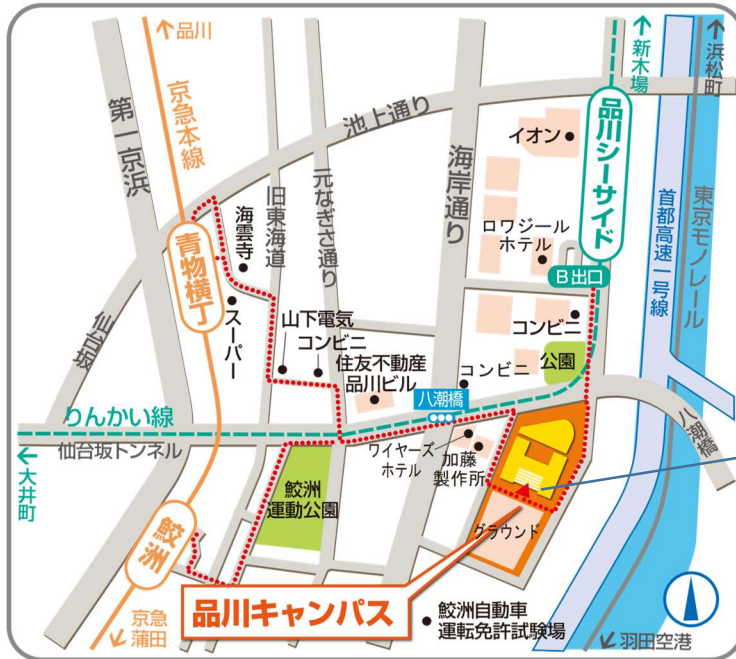 ↑品川
京急本線
第一京浜
池上通り
旧東海道
元なぎさ通り
海岸通り
↑
新木場
↑
浜松町
品川シーサイド
イオン
ロワジール
ホテル
B出口
首都高速一号線
東京モノレール
海雲寺
青物横丁
スーパー
山下電気
コンビニ
住友不動産
品川ビル
コンビニ
コンビニ
公園
八潮橋
仙台坂
りんかい線
仙台坂トンネル
←大井町
ワイヤーズ
ホテル
加藤
製作所
八潮橋
鮫洲
運動公園
グラウンド
鮫洲
品川キャンパス
鮫洲自動車
運転免許試験場
京急
蒲田
↙
↙羽田空港